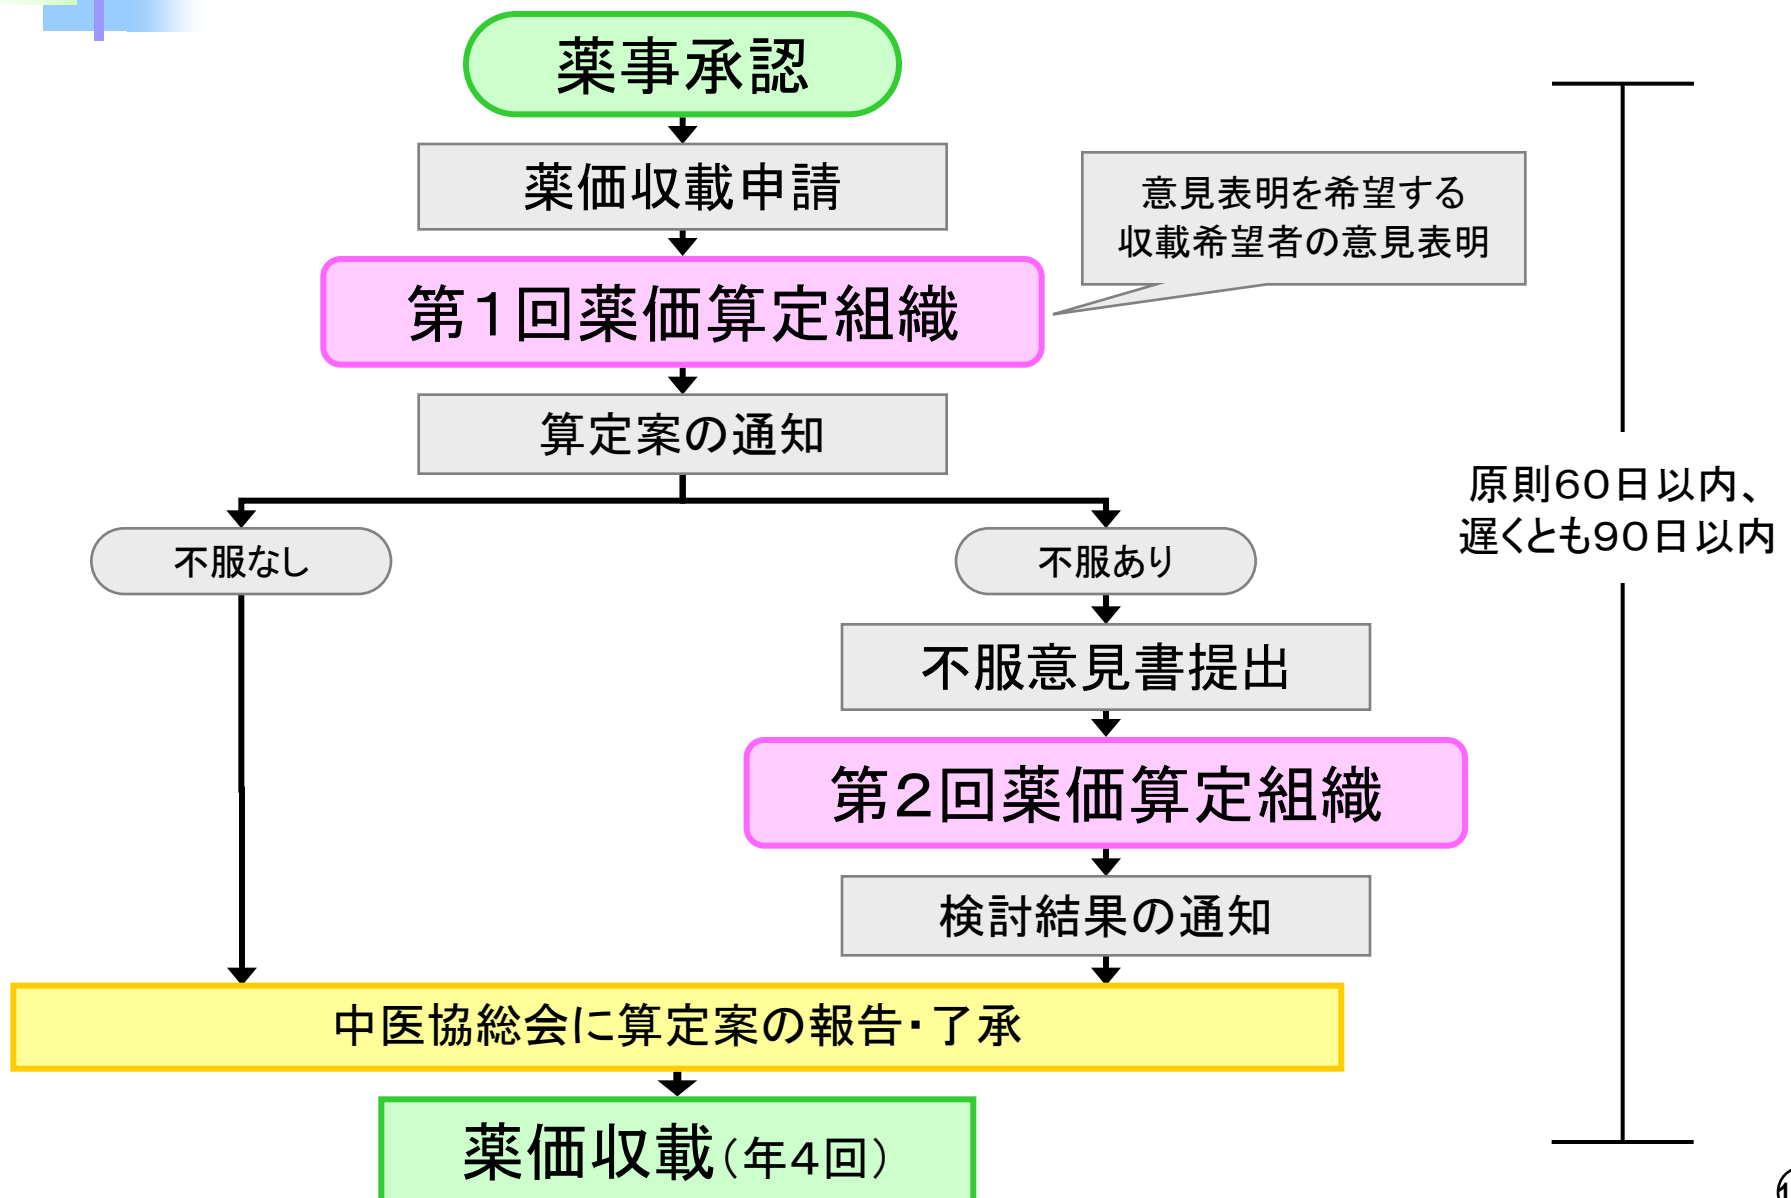 薬事承認
薬価収載申請
意見表明を希望する
収載希望者の意見表明
第1回薬価算定組織
算定案の通知
原則60日以内、
遅くとも90日以内
不服なし
不服あり
不服意見書提出
第2回薬価算定組織
検討結果の通知
中医協総会に算定案の報告・了承
薬価収載（年4回）